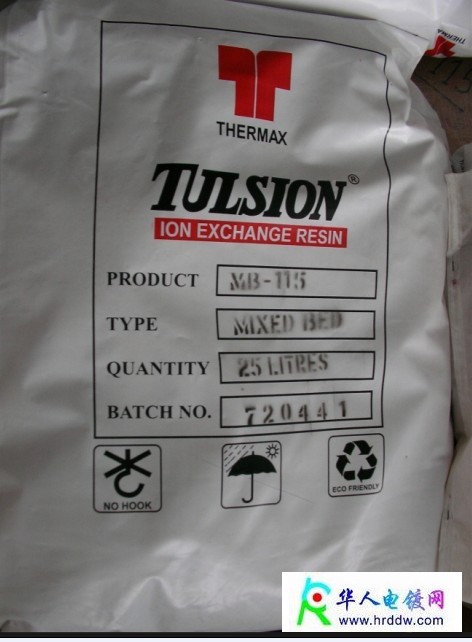 THERMAX
TULSION®
ION EXCHANGE RESIN
PRODUCT MB-115
TYPE MIXED BED
QUANTITY 25 LITRES
BATCH NO. 720441
NO HOOK
ECO FRIENDLY
THERMAX
华人电镀网
www.hrddw.com